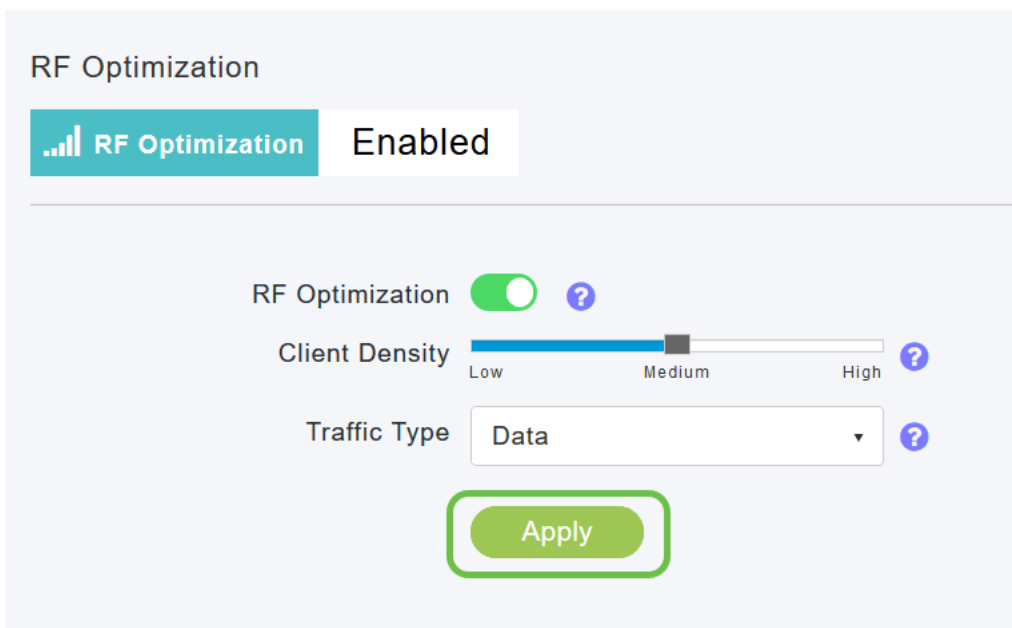 RF Optimization
RF Optimization Enabled
RF Optimization ?
Client Density ?
Low Medium High
Traffic Type Data ?
Apply